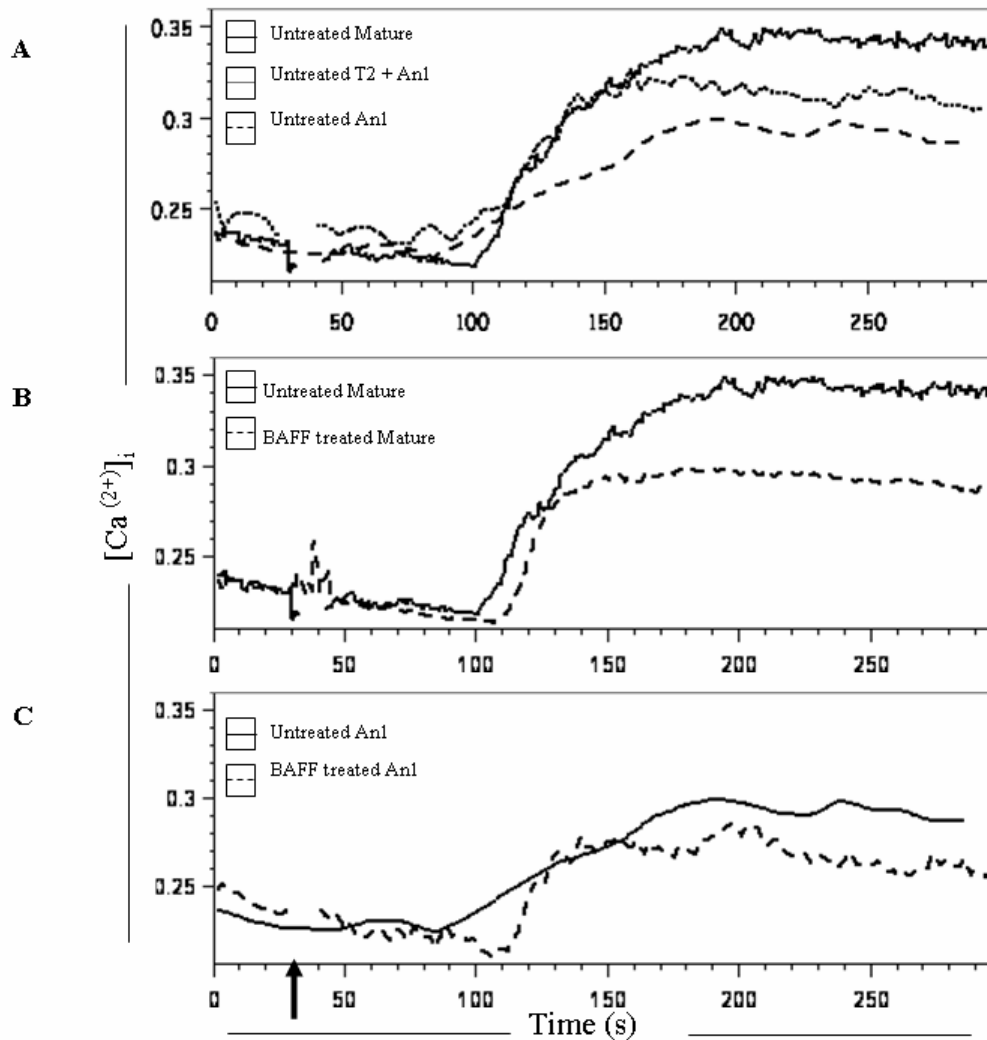 A
Untreated Mature
Untreated T2 + An1
Untreated An1
0.35
0.3
0.25
0 50 100 150 200 250
B
Untreated Mature
BAFF treated Mature
0.35
0.3
0.25
0 50 100 150 200 250
[Ca (2+)]i
C
Untreated An1
BAFF treated An1
0.35
0.3
0.25
0 50 100 150 200 250
Time (s)